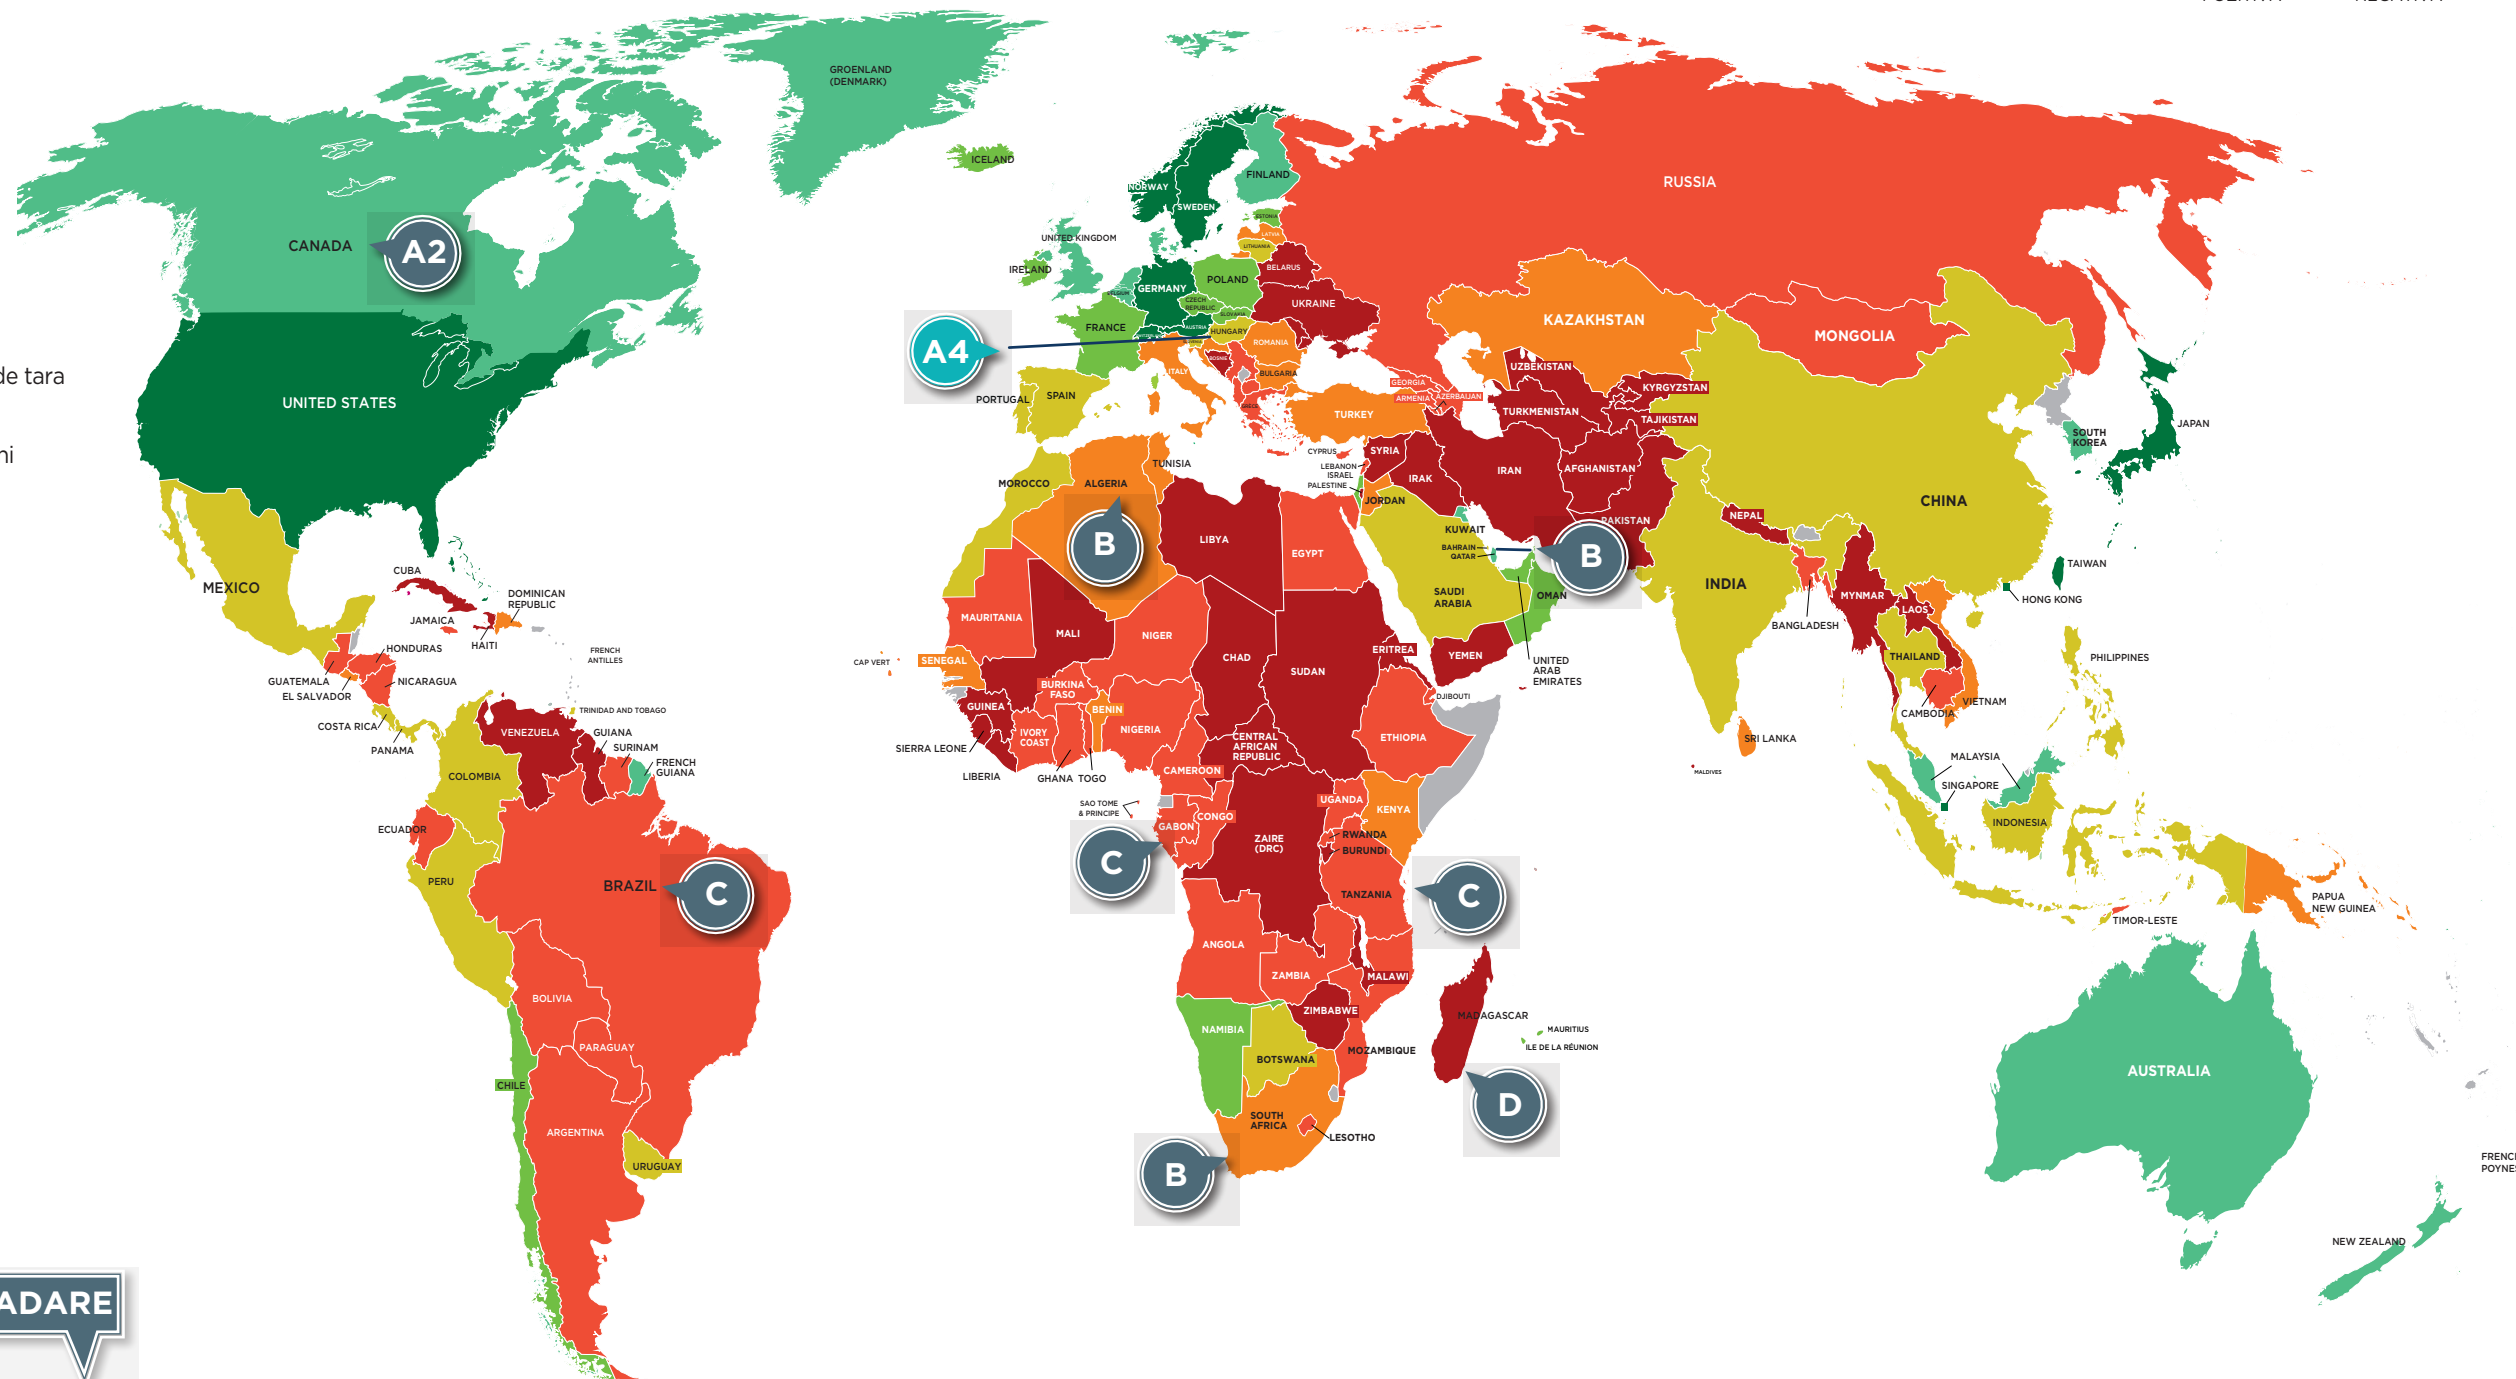 GROENLAND
(DENMARK)
ICELAND
CANADA
A2
UNITED STATES
de tara
ni
MEXICO
CUBA
JAMAICA
HAITI
DOMINICAN
REPUBLIC
HONDURAS
GUATEMALA
EL SALVADOR
NICARAGUA
COSTA RICA
PANAMA
FRENCH
ANTILLES
TRINIDAD AND TOBAGO
VENEZUELA
GUIANA
SURINAM
FRENCH
GUIANA
COLOMBIA
ECUADOR
PERU
BRAZIL
C
BOLIVIA
PARAGUAY
CHILE
ARGENTINA
URUGUAY
ADARE
NORWAY
SWEDEN
FINLAND
ESTONIA
LATVIA
LITHUANIA
UNITED KINGDOM
IRELAND
BELGIUM
GERMANY
POLAND
CZECH
REPUBLIC
SLOVAKIA
AUSTRIA
HUNGARY
BELARUS
UKRAINE
FRANCE
A4
ROMANIA
BOSNIE
BULGARIA
ITALY
PORTUGAL
SPAIN
TURKEY
CYPRUS
RUSSIA
KAZAKHSTAN
MONGOLIA
GEORGIA
ARMENIA
AZERBAIJAN
UZBEKISTAN
KYRGYZSTAN
TURKMENISTAN
TAJIKISTAN
SYRIA
LEBANON
ISRAEL
PALESTINE
JORDAN
IRAK
IRAN
AFGHANISTAN
PAKISTAN
KUWAIT
BAHRAIN
QATAR
B
SAUDI
ARABIA
OMAN
YEMEN
UNITED
ARAB
EMIRATES
NEPAL
INDIA
CHINA
SOUTH
KOREA
JAPAN
TAIWAN
HONG KONG
BANGLADESH
MYNMAR
LAOS
THAILAND
CAMBODIA
VIETNAM
PHILIPPINES
SRI LANKA
MALDIVES
MALAYSIA
SINGAPORE
INDONESIA
TIMOR-LESTE
PAPUA
NEW GUINEA
AUSTRALIA
NEW ZEALAND
MOROCCO
ALGERIA
TUNISIA
B
LIBYA
EGYPT
MAURITANIA
MALI
NIGER
CHAD
SUDAN
ERITREA
DJIBOUTI
CAP VERT
SENEGAL
GUINEA
SIERRA LEONE
LIBERIA
BURKINA
FASO
IVORY
COAST
GHANA
TOGO
BENIN
NIGERIA
CAMEROON
CENTRAL
AFRICAN
REPUBLIC
ETHIOPIA
SAO TOME
& PRINCIPE
GABON
CONGO
ZAIRE
(DRC)
UGANDA
KENYA
RWANDA
BURUNDI
TANZANIA
C
C
ANGOLA
ZAMBIA
MALAWI
ZIMBABWE
MOZAMBIQUE
MADAGASCAR
MAURITIUS
ILE DE LA RÉUNION
D
NAMIBIA
BOTSWANA
SOUTH
AFRICA
LESOTHO
B